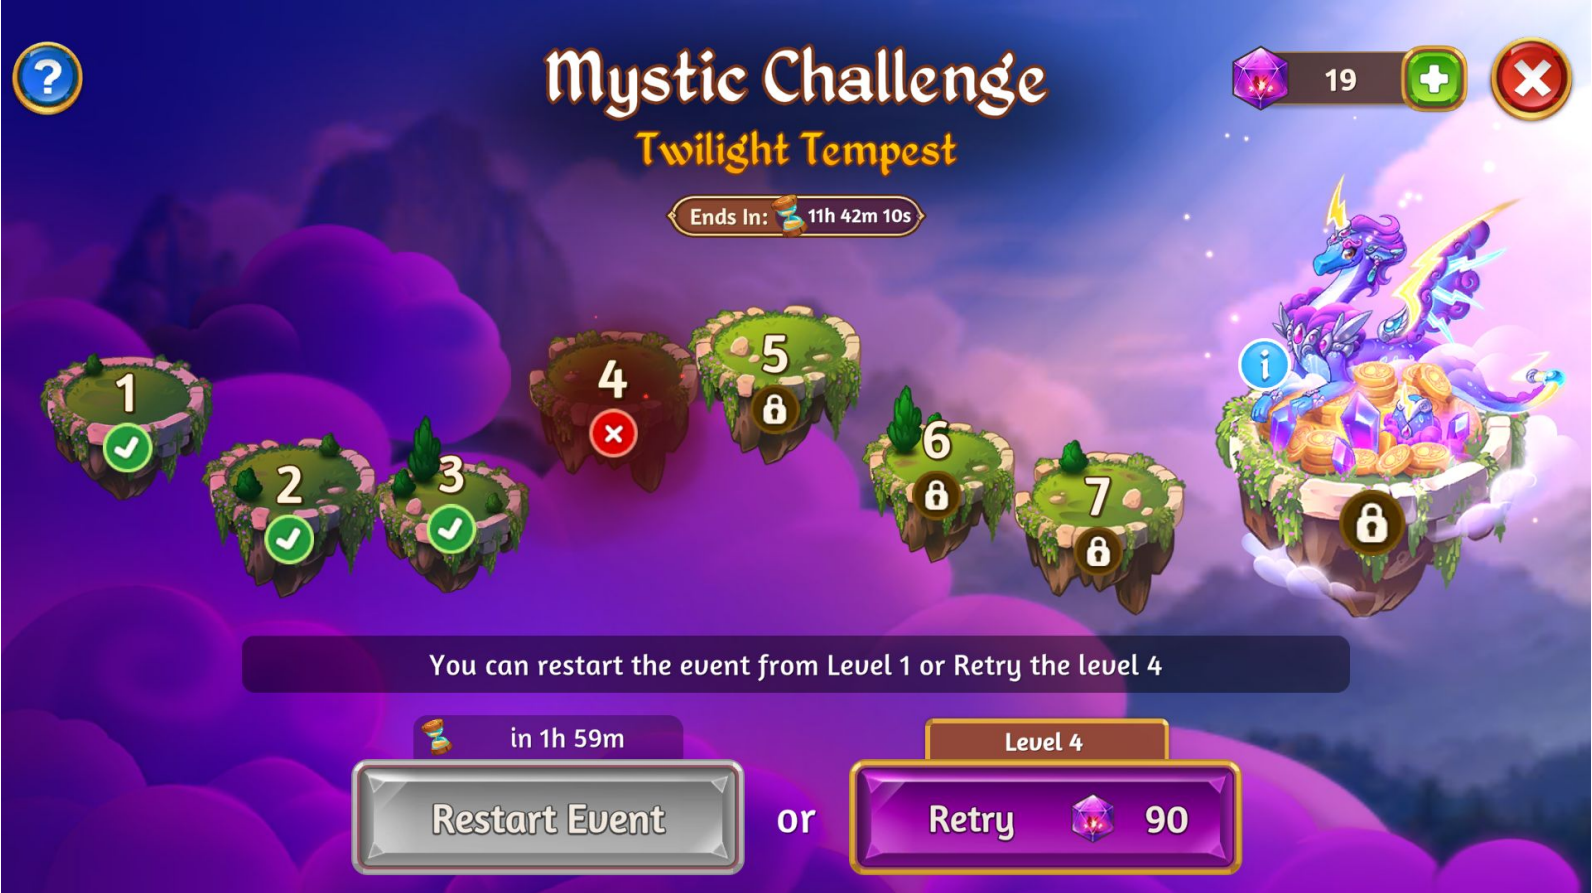 ?
Mystic Challenge
19
Twilight Tempest
Ends In: 11h 42m 10s
1
2
3
4
5
6
7
i
You can restart the event from Level 1 or Retry the level 4
in 1h 59m
Level 4
Restart Event
or
Retry 90